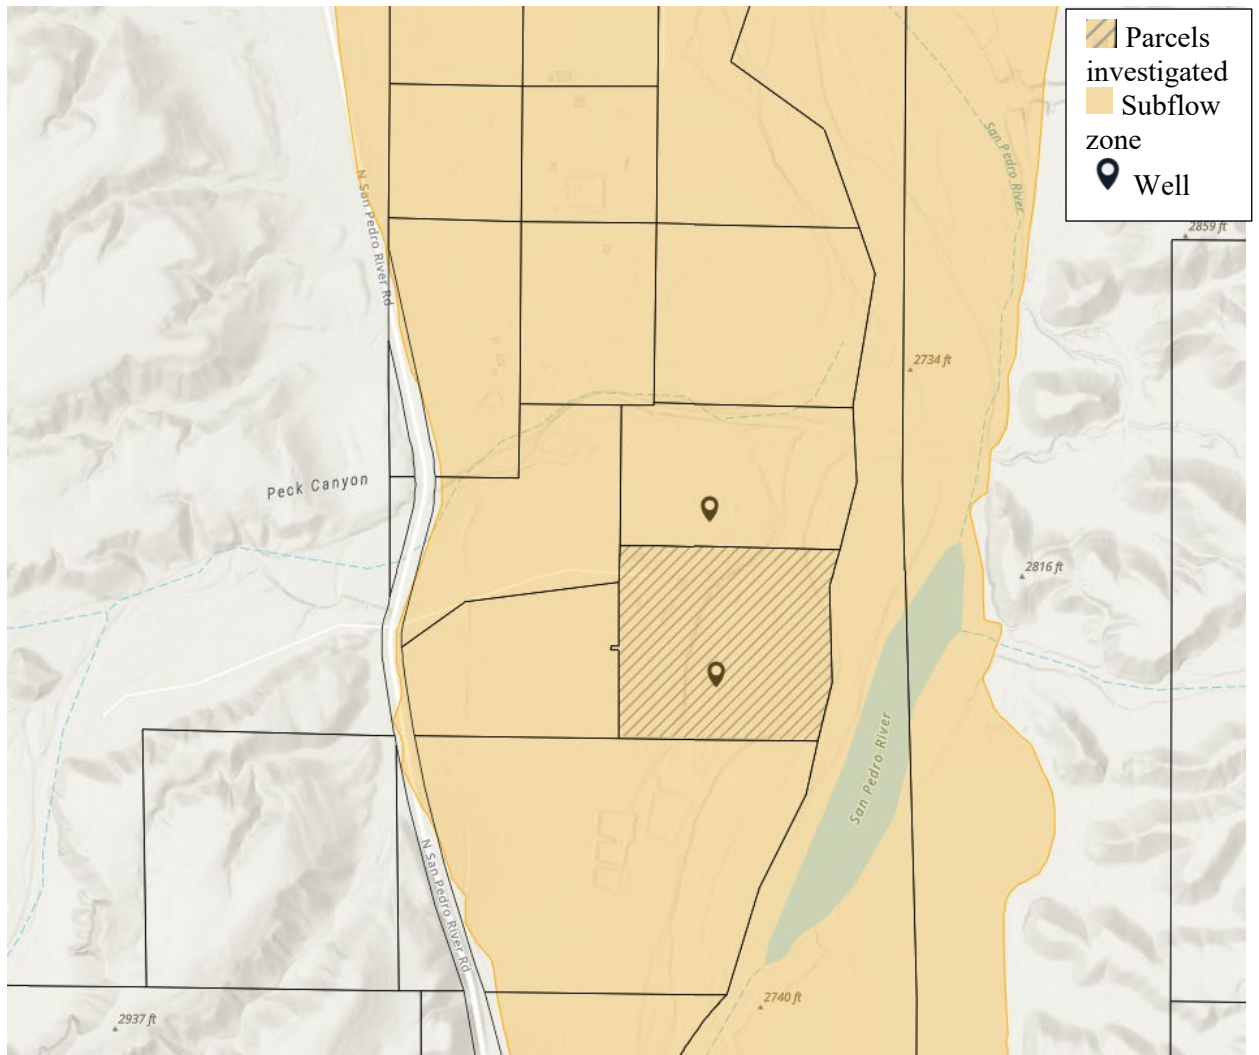 Parcels
investigated
Subflow
zone
Well
San Pedro River
N San Pedro River Rd
2859 ft
2734 ft
Peck Canyon
2816 ft
San Pedro River
N San Pedro River Rd
2740 ft
2937 ft